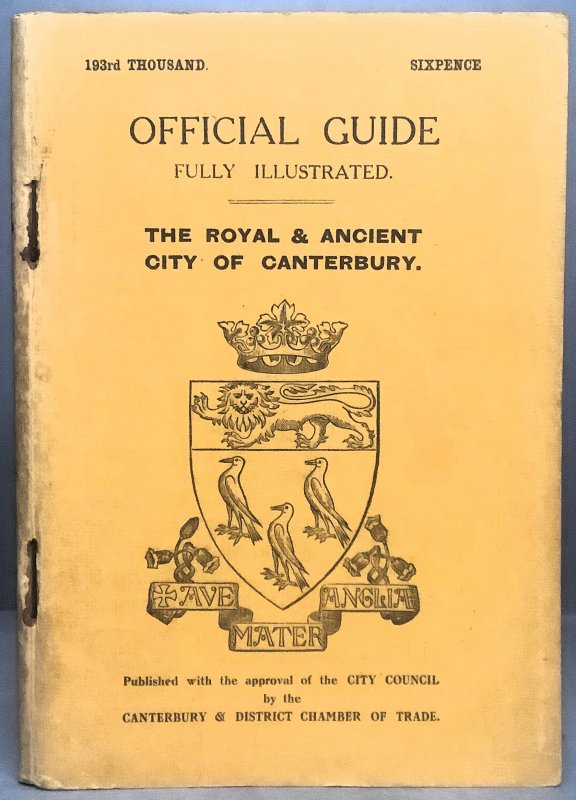 193rd THOUSAND.
SIXPENCE
OFFICIAL GUIDE
FULLY ILLUSTRATED.
THE ROYAL & ANCIENT
CITY OF CANTERBURY.
AVE
MATER
ANGLIÆ
Published with the approval of the CITY COUNCIL
by the
CANTERBURY & DISTRICT CHAMBER OF TRADE.